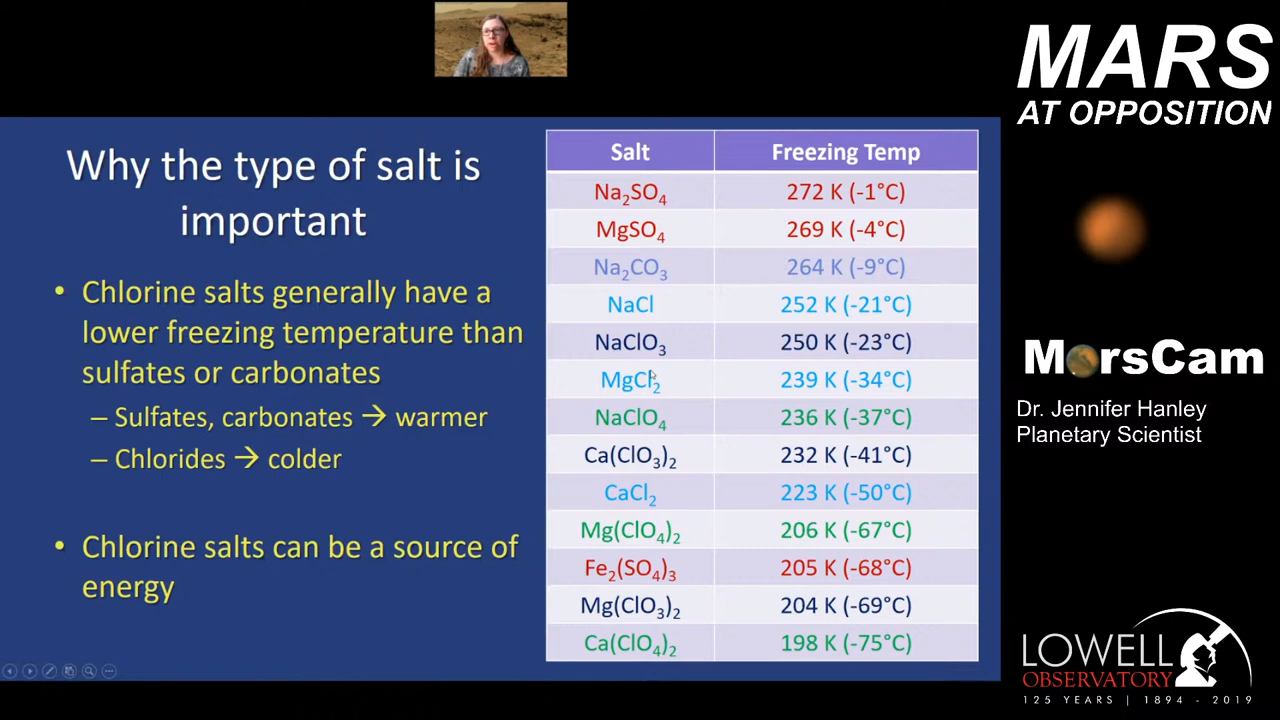 MARS
AT OPPOSITION
Why the type of salt is
important
• Chlorine salts generally have a
lower freezing temperature than
sulfates or carbonates
– Sulfates, carbonates → warmer
– Chlorides → colder
• Chlorine salts can be a source of
energy
Salt Freezing Temp
Na₂SO₄ 272 K (-1°C)
MgSO₄ 269 K (-4°C)
Na₂CO₃ 264 K (-9°C)
NaCl 252 K (-21°C)
NaClO₃ 250 K (-23°C)
MgCl₂ 239 K (-34°C)
NaClO₄ 236 K (-37°C)
Ca(ClO₃)₂ 232 K (-41°C)
CaCl₂ 223 K (-50°C)
Mg(ClO₄)₂ 206 K (-67°C)
Fe₂(SO₄)₃ 205 K (-68°C)
Mg(ClO₃)₂ 204 K (-69°C)
Ca(ClO₄)₂ 198 K (-75°C)
MarsCam
Dr. Jennifer Hanley
Planetary Scientist
LOWELL
OBSERVATORY
125 YEARS | 1894 - 2019